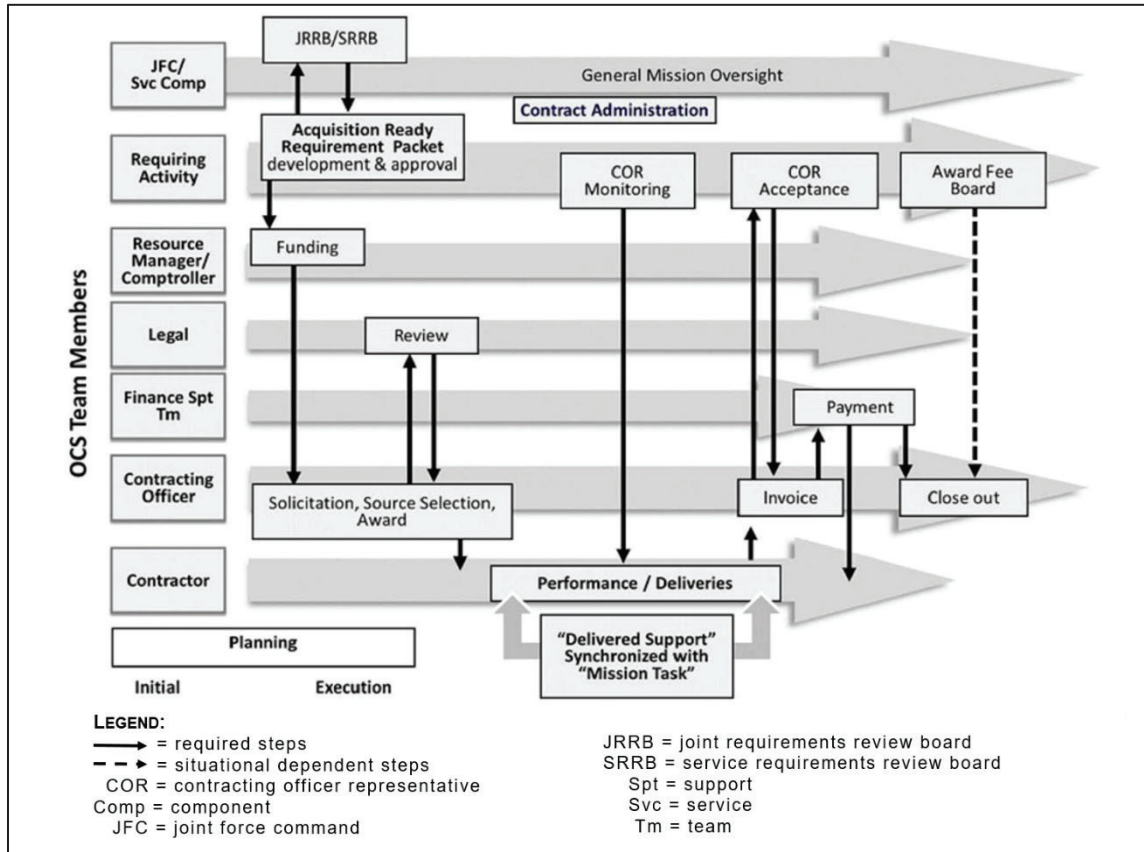 JRRB/SRRB
JFC/
Svc Comp
General Mission Oversight
Contract Administration
Acquisition Ready
Requirement Packet
development & approval
Requiring
Activity
COR
Monitoring
COR
Acceptance
Award Fee
Board
Resource
Manager/
Comptroller
Funding
OCS Team Members
Legal
Review
Finance Spt
Tm
Payment
Contracting
Officer
Solicitation, Source Selection,
Award
Invoice
Close out
Contractor
Performance / Deliveries
Planning
“Delivered Support”
Synchronized with
“Mission Task”
Initial
Execution
LEGEND:
= required steps
= situational dependent steps
COR = contracting officer representative
Comp = component
JFC = joint force command
JRRB = joint requirements review board
SRRB = service requirements review board
Spt = support
Svc = service
Tm = team